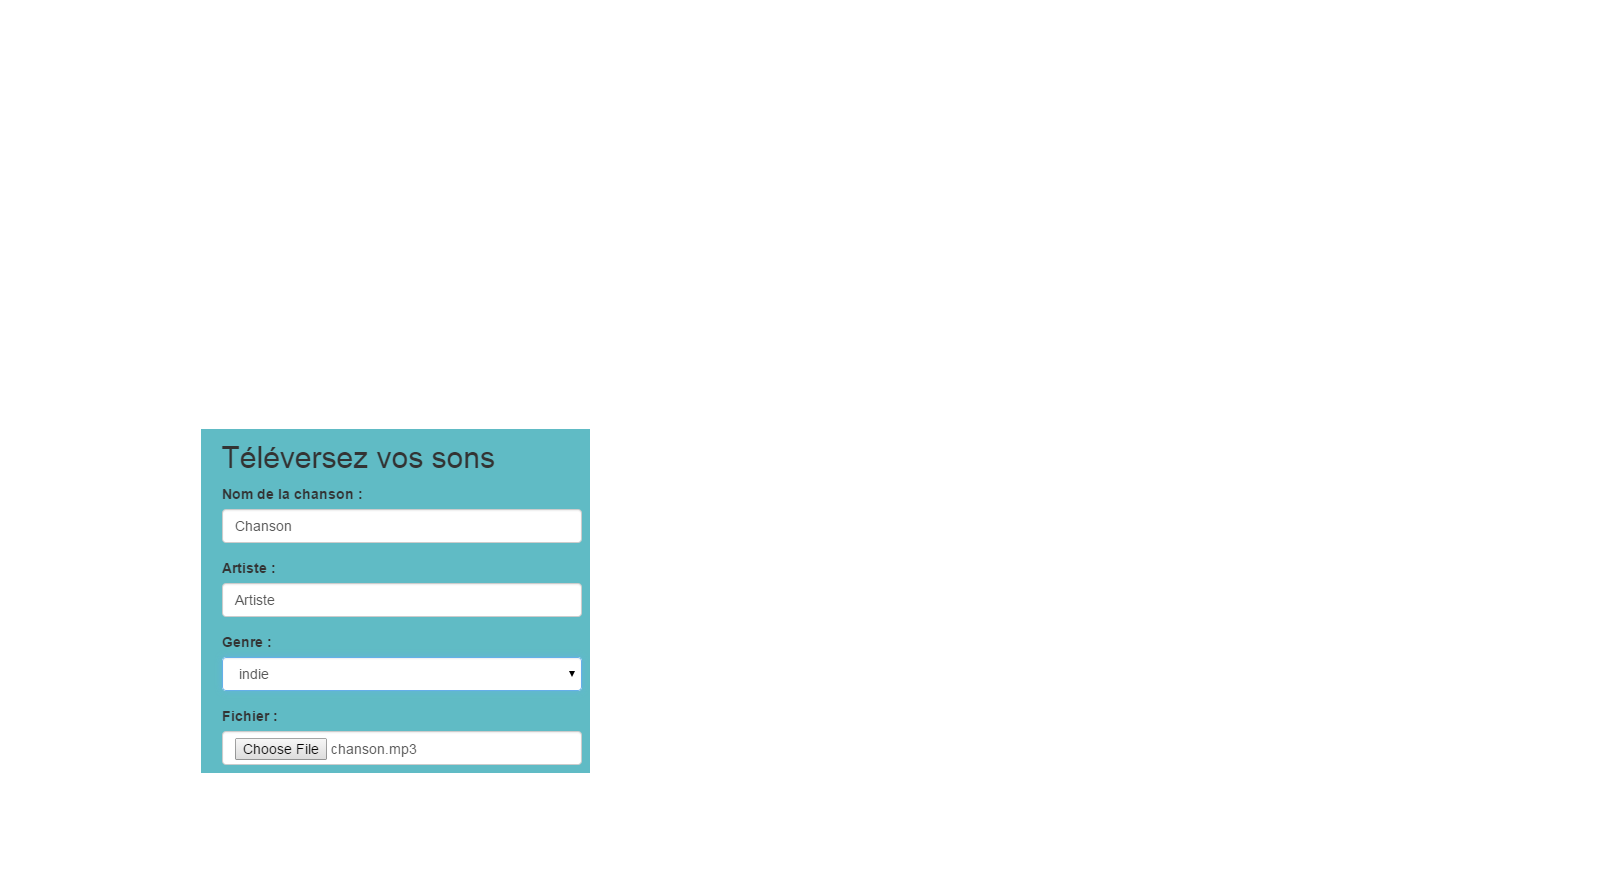 Téléversez vos sons
Nom de la chanson :
Chanson
Artiste :
Artiste
Genre :
indie
Fichier :
Choose File chanson.mp3